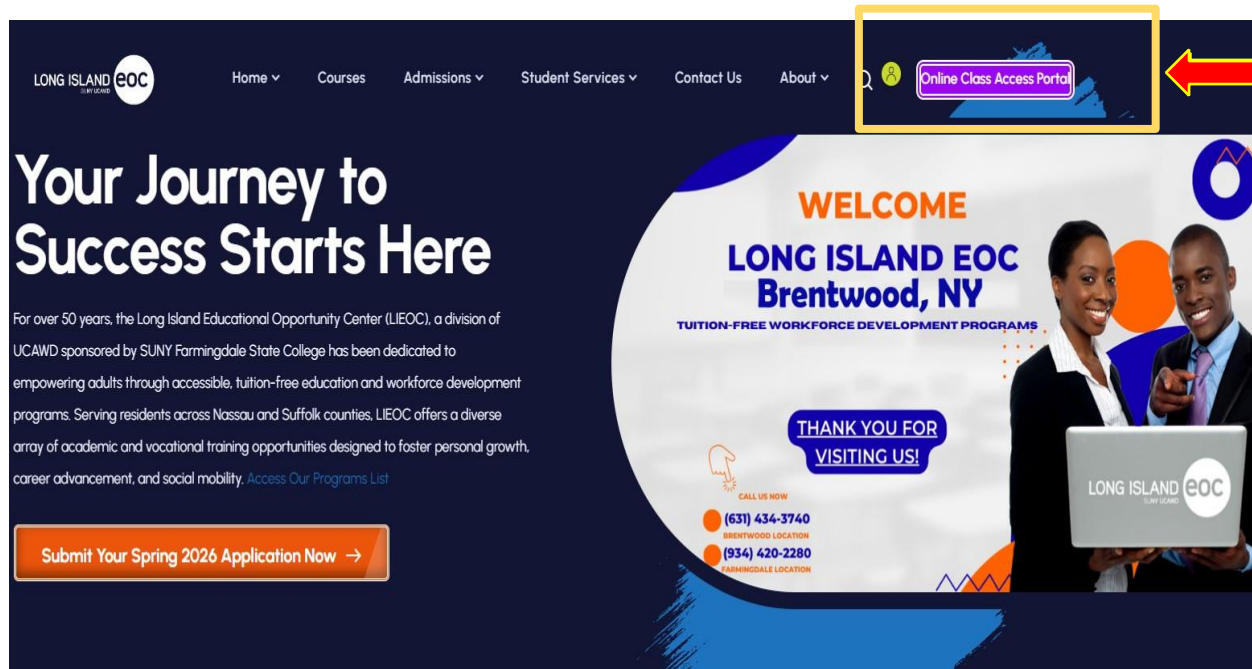 LONG ISLAND eoc
SUNY UCAWD
Home
Courses
Admissions
Student Services
Contact Us
About
Online Class Access Portal
Your Journey to
Success Starts Here
For over 50 years, the Long Island Educational Opportunity Center (LIEOC), a division of
UCAWD sponsored by SUNY Farmingdale State College has been dedicated to
empowering adults through accessible, tuition-free education and workforce development
programs. Serving residents across Nassau and Suffolk counties, LIEOC offers a diverse
array of academic and vocational training opportunities designed to foster personal growth,
career advancement, and social mobility. Access Our Programs List
Submit Your Spring 2026 Application Now →
WELCOME
LONG ISLAND EOC
Brentwood, NY
TUITION-FREE WORKFORCE DEVELOPMENT PROGRAMS
THANK YOU FOR
VISITING US!
CALL US NOW
(631) 434-3740
BRENTWOOD LOCATION
(934) 420-2280
FARMINGDALE LOCATION
LONG ISLAND eoc
SUNY UCAWD